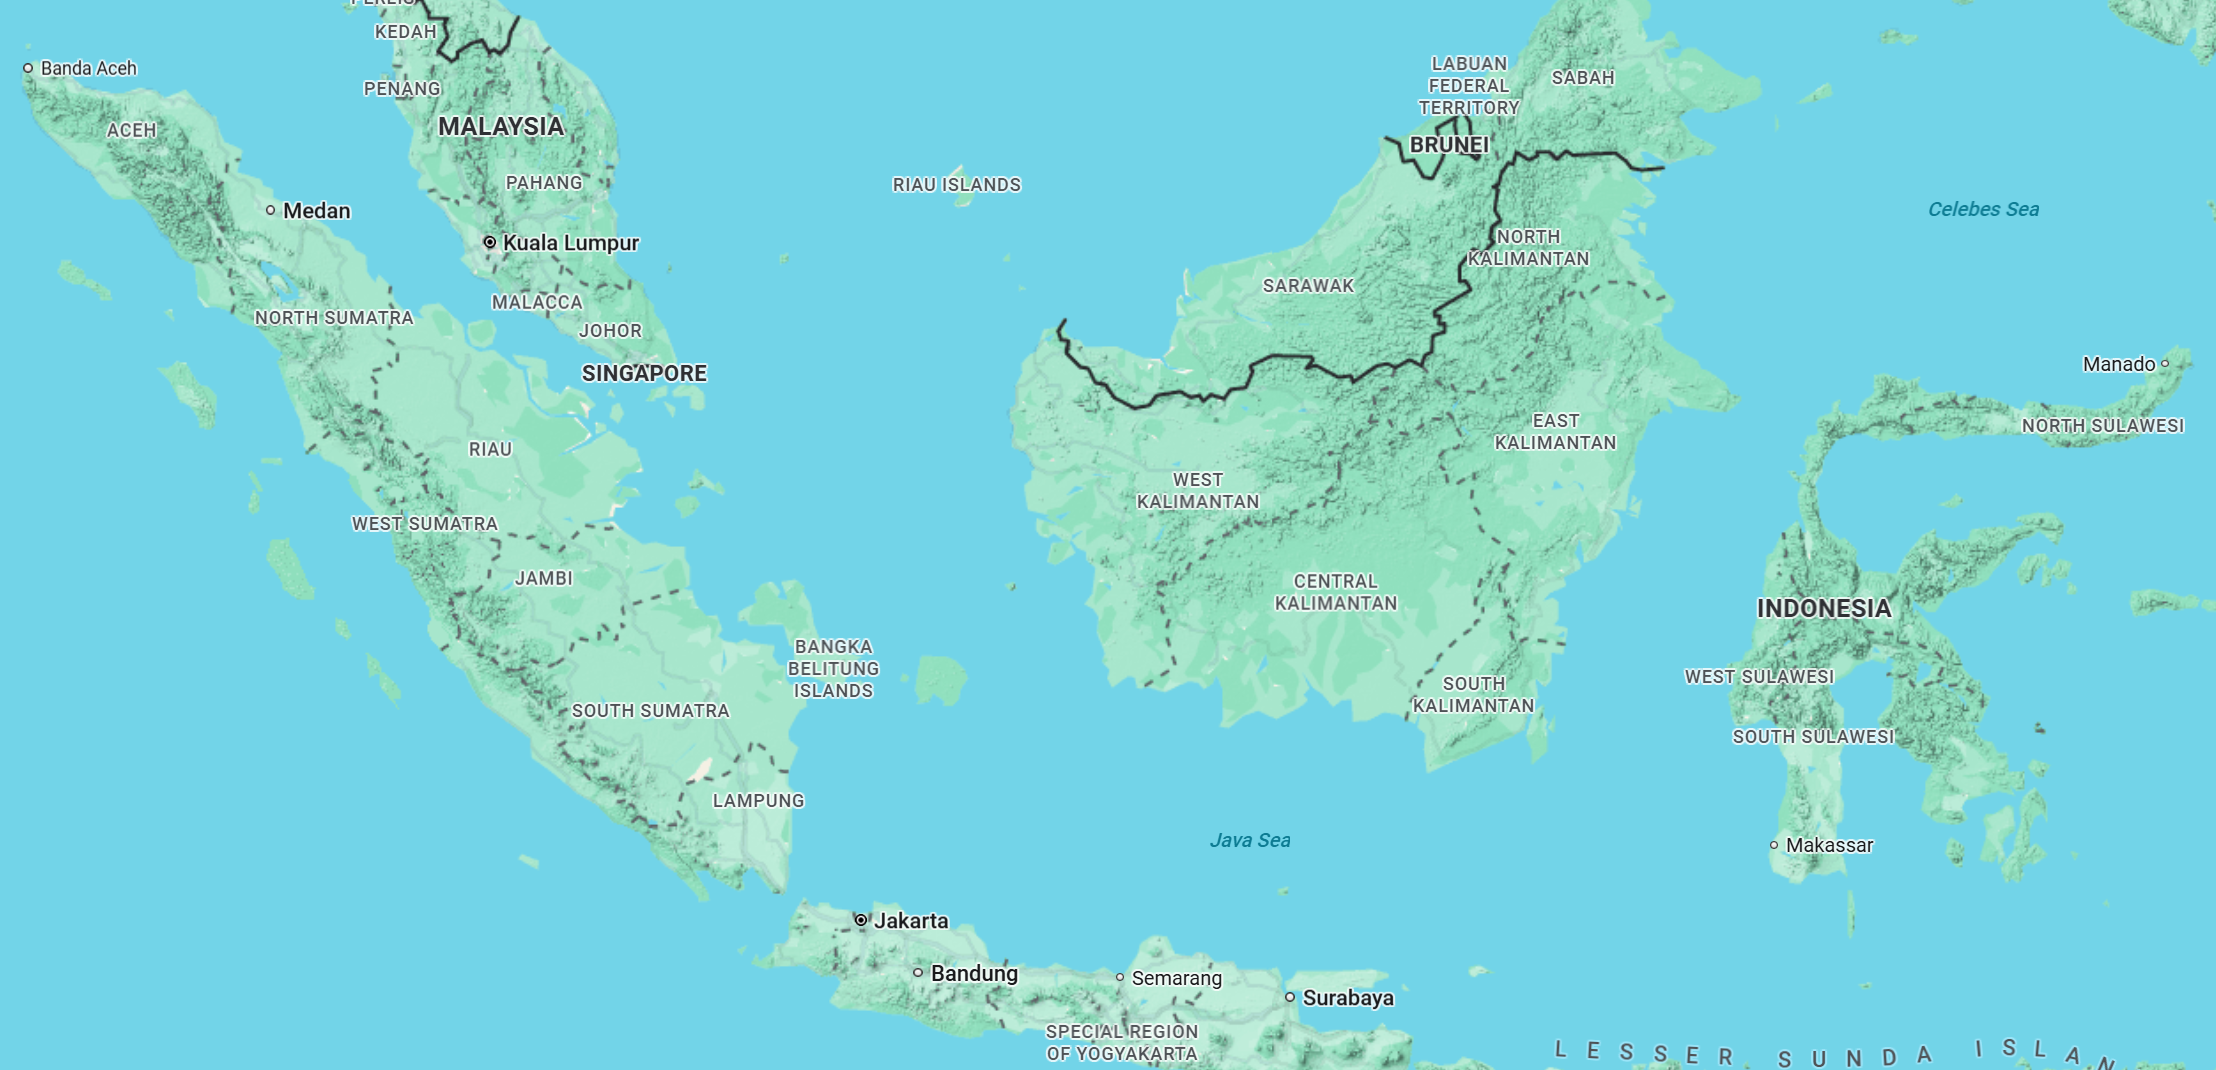 KEDAH
Banda Aceh
PENANG
ACEH
MALAYSIA
LABUAN
FEDERAL
TERRITORY
SABAH
BRUNEI
PAHANG
RIAU ISLANDS
Medan
Kuala Lumpur
Celebes Sea
NORTH
KALIMANTAN
SARAWAK
MALACCA
NORTH SUMATRA
JOHOR
SINGAPORE
Manado
NORTH SULAWESI
EAST
KALIMANTAN
RIAU
WEST
KALIMANTAN
WEST SUMATRA
JAMBI
CENTRAL
KALIMANTAN
INDONESIA
BANGKA
BELITUNG
ISLANDS
WEST SULAWESI
SOUTH
KALIMANTAN
SOUTH SUMATRA
SOUTH SULAWESI
LAMPUNG
Java Sea
Makassar
Jakarta
Bandung
Semarang
Surabaya
SPECIAL REGION
OF YOGYAKARTA
LESSER SUNDA ISLAN